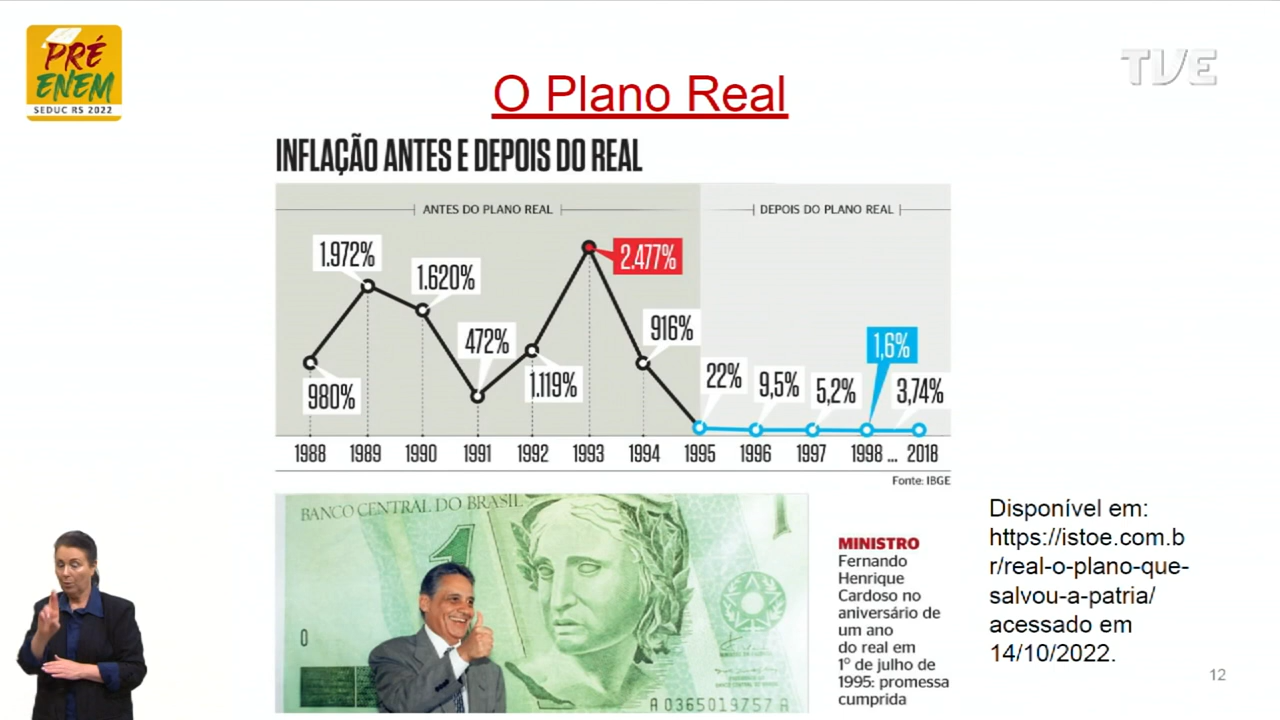 PRÉ
ENEM
SEDUC RS 2022
TVE
O Plano Real
INFLAÇÃO ANTES E DEPOIS DO REAL
ANTES DO PLANO REAL
DEPOIS DO PLANO REAL
1.972%
1.620%
2.477%
472%
916%
980%
1.119%
22%
9,5%
5,2%
1,6%
3,74%
1988 1989 1990 1991 1992 1993 1994 1995 1996 1997 1998 ... 2018
Fonte: IBGE
BANCO CENTRAL DO BRASIL
1
0
A 0365019757 A
MINISTRO
Fernando
Henrique
Cardoso no
aniversário de
um ano
do real em
1º de julho de
1995: promessa
cumprida
Disponível em:
https://istoe.com.b
r/real-o-plano-que-
salvou-a-patria/
acessado em
14/10/2022.
12